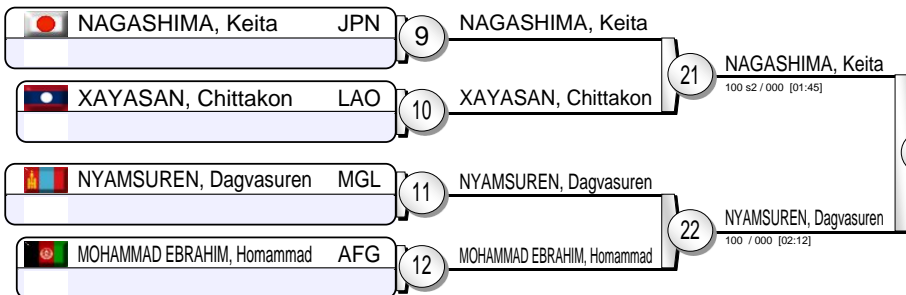 NAGASHIMA, Keita JPN
9
NAGASHIMA, Keita
21
NAGASHIMA, Keita
100 s2 / 000 [01:45]
XAYASAN, Chittakon LAO
10
XAYASAN, Chittakon
NYAMSUREN, Dagvasuren MGL
11
NYAMSUREN, Dagvasuren
22
NYAMSUREN, Dagvasuren
100 / 000 [02:12]
MOHAMMAD EBRAHIM, Homammad AFG
12
MOHAMMAD EBRAHIM, Homammad